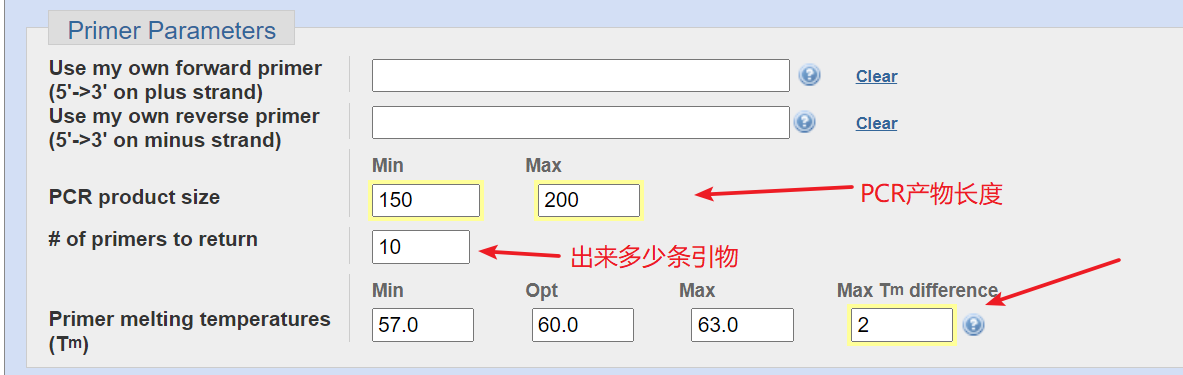 Primer Parameters
Use my own forward primer
(5'->3' on plus strand)
Clear
Use my own reverse primer
(5'->3' on minus strand)
Clear
Min Max
PCR product size 150 200 PCR产物长度
# of primers to return 10 出来多少条引物
Min Opt Max Max Tm difference
Primer melting temperatures
(Tm) 57.0 60.0 63.0 2